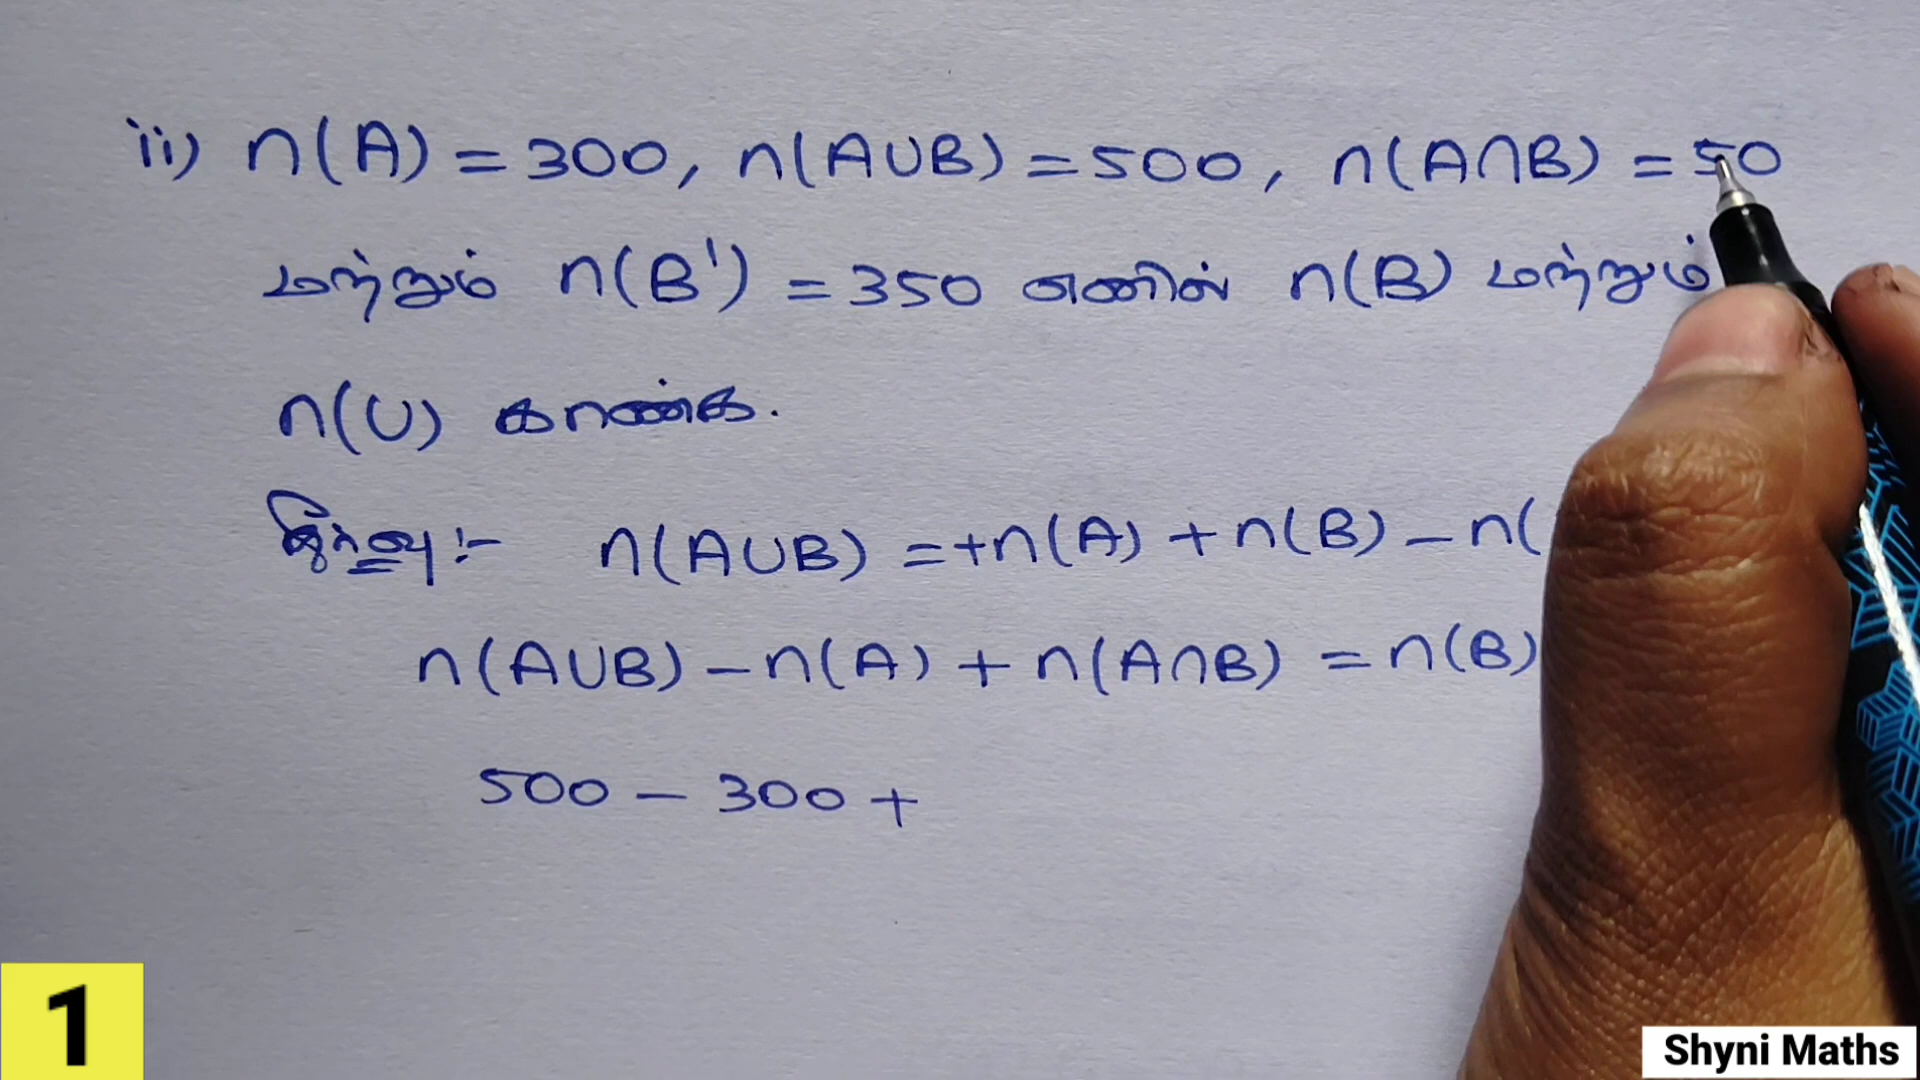 ii) n(A) = 300, n(A∪B) = 500, n(A∩B) = 50
மற்றும் n(B') = 350 எனில் n(B) மற்றும்
n(U) காண்க.
தீர்வு :- n(A∪B) = +n(A) + n(B) – n(
n(A∪B) – n(A) + n(A∩B) = n(B)
500 – 300 +
1
Shyni Maths